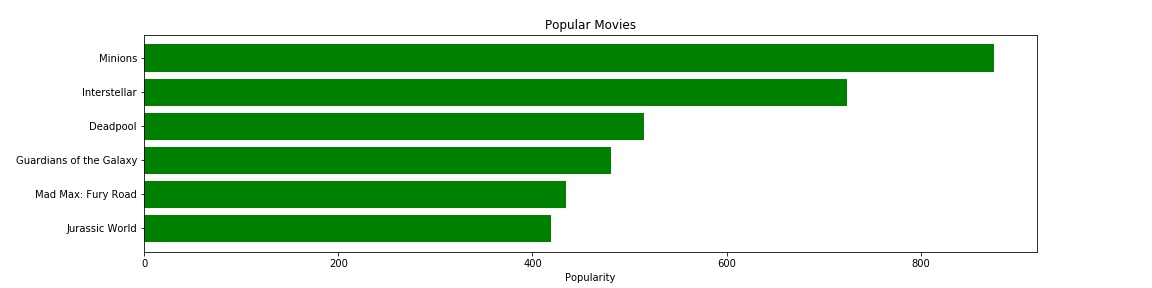 Popular Movies
Minions
Interstellar
Deadpool
Guardians of the Galaxy
Mad Max: Fury Road
Jurassic World
0 200 400 600 800
Popularity